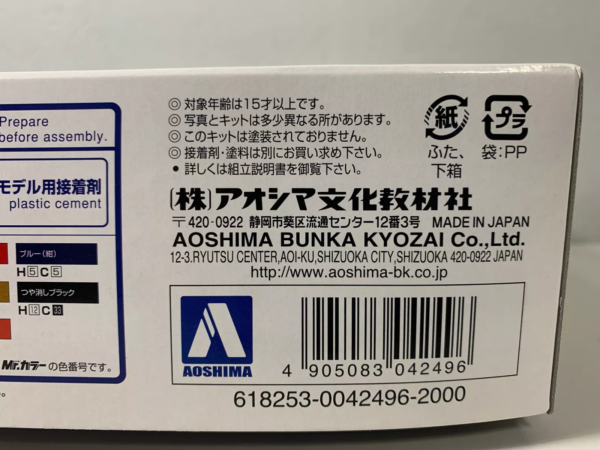 Prepare
before assembly.
モデル用接着剤
plastic cement
ブルー(紺)
H5C5
つや消しブラック
H12C33
Mr.カラーの色番号です。
◎ 対象年齢は15才以上です。
◎ 写真とキットは多少異なる所があります。
◎ このキットは塗装されておりません。
◎ 接着剤・塗料は別にお買い求め下さい。
• 詳しくは組立説明書を御覧下さい。
紙
ふた、
下箱
プラ
袋:PP
(株)アオシマ文化教材社
〒420-0922 静岡市葵区流通センター12番3号 MADE IN JAPAN
AOSHIMA BUNKA KYOZAI Co.,Ltd.
12-3.RYUTSU CENTER,AOI-KU,SHIZUOKA CITY,SHIZUOKA 420-0922 JAPAN
http://www.aoshima-bk.co.jp
AOSHIMA
4 905083 042496
618253-0042496-2000